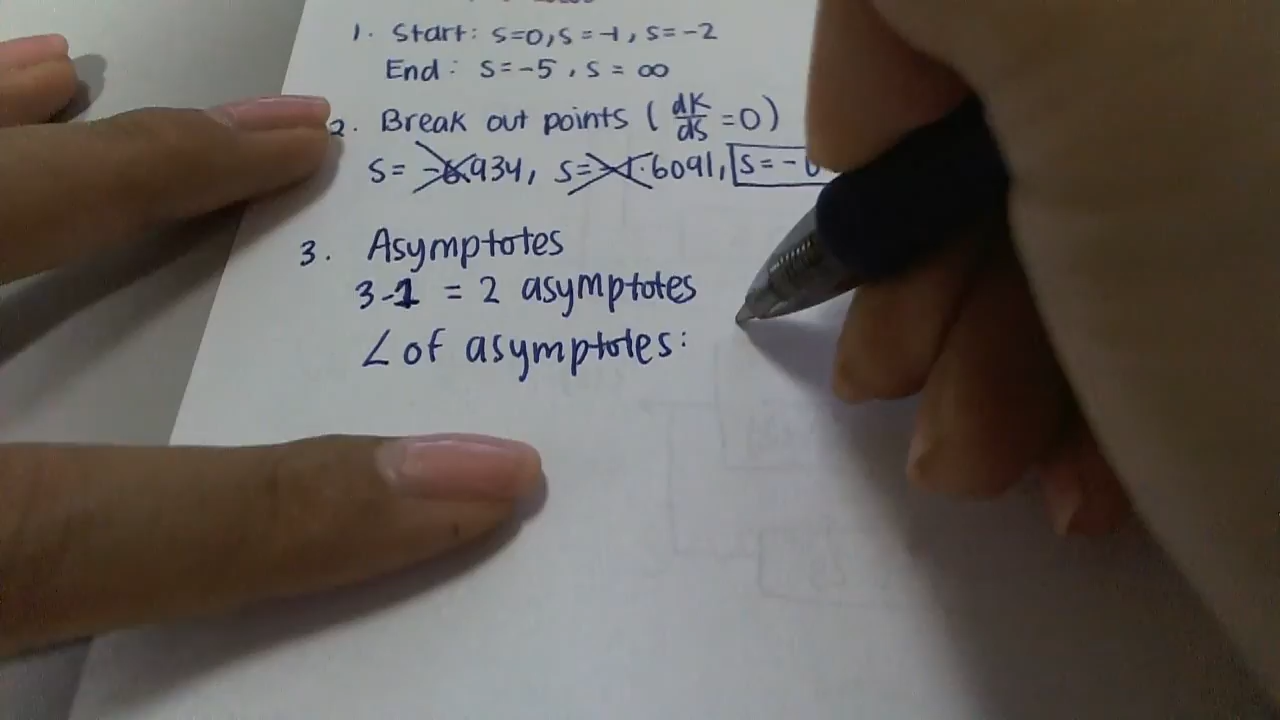 1. Start: s=0, s=-1, s=-2
End: s=-5, s=∞
2. Break out points (dK/ds=0)
s= -6.934, s=-1.6091, s=-0
3. Asymptotes
3-1 = 2 asymptotes
∠ of asymptotes: